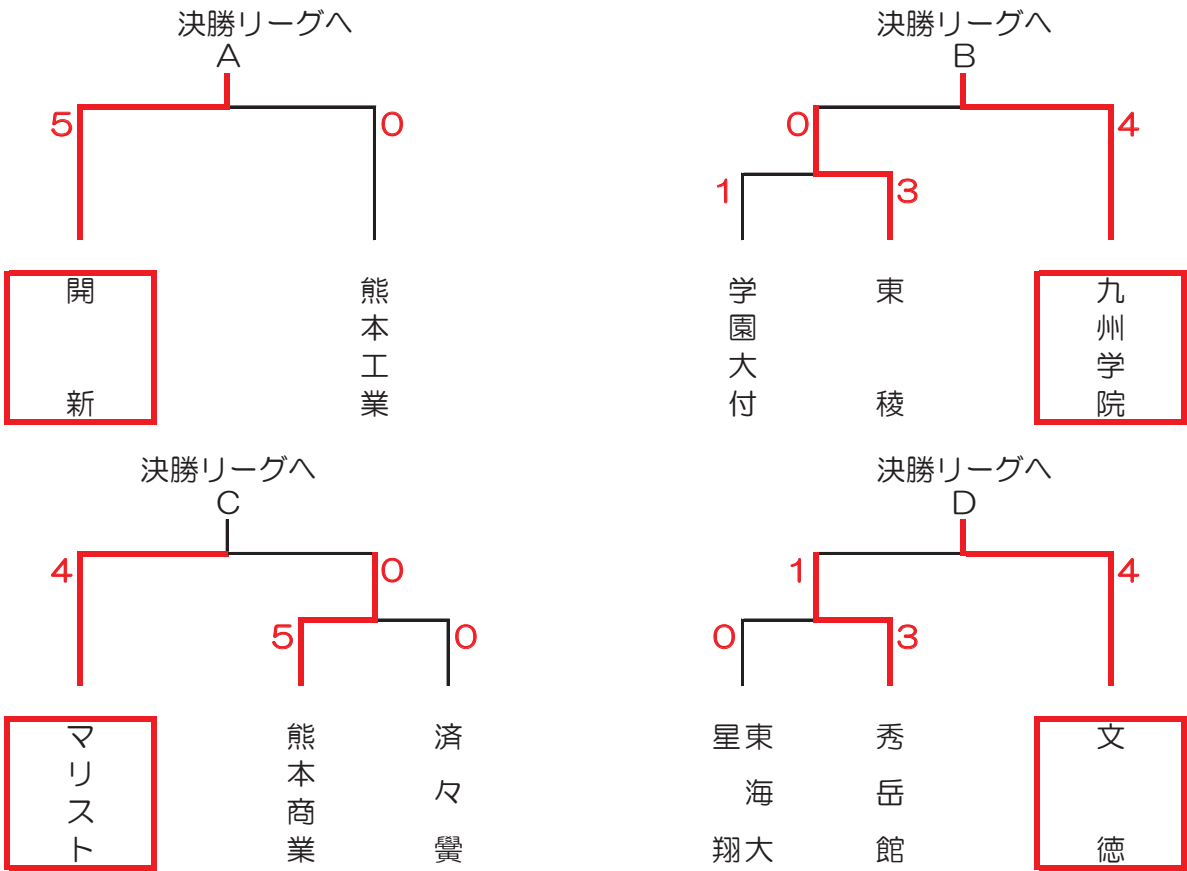 決勝リーグへ
A
5
0
開新
熊本工業
決勝リーグへ
B
0
4
1
3
学園大付
東稜
九州学院
決勝リーグへ
C
4
0
5
0
マリスト
熊本商業
済々黌
決勝リーグへ
D
1
4
0
3
東海大
星翔
秀岳館
文徳